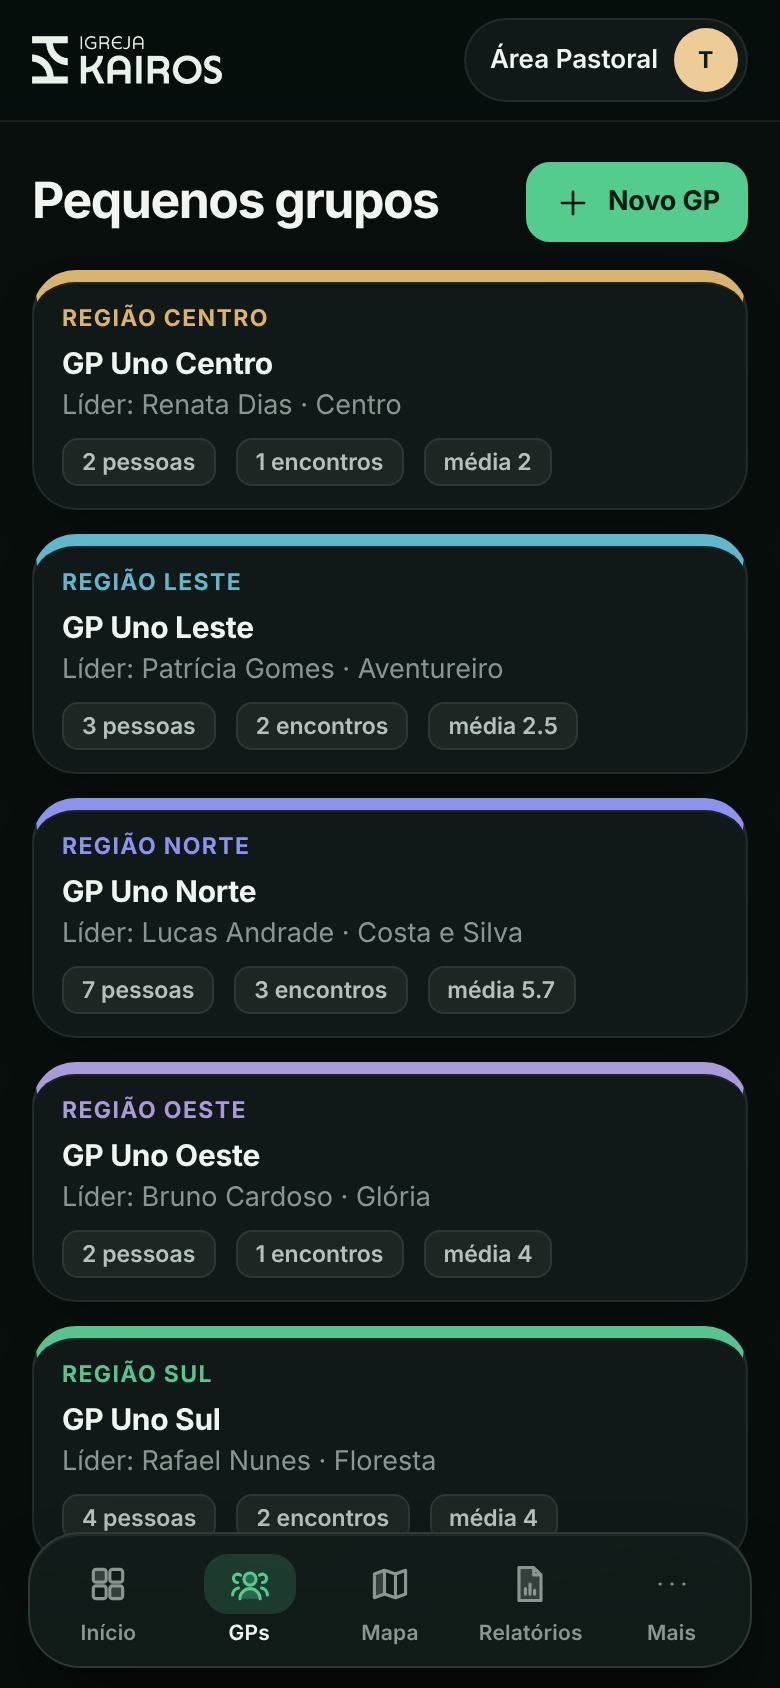 IGREJA
KAIROS
Área Pastoral
T
Pequenos grupos
+ Novo GP
REGIÃO CENTRO
GP Uno Centro
Líder: Renata Dias · Centro
2 pessoas 1 encontros média 2
REGIÃO LESTE
GP Uno Leste
Líder: Patrícia Gomes · Aventureiro
3 pessoas 2 encontros média 2.5
REGIÃO NORTE
GP Uno Norte
Líder: Lucas Andrade · Costa e Silva
7 pessoas 3 encontros média 5.7
REGIÃO OESTE
GP Uno Oeste
Líder: Bruno Cardoso · Glória
2 pessoas 1 encontros média 4
REGIÃO SUL
GP Uno Sul
Líder: Rafael Nunes · Floresta
4 pessoas 2 encontros média 4
Início GPs Mapa Relatórios Mais